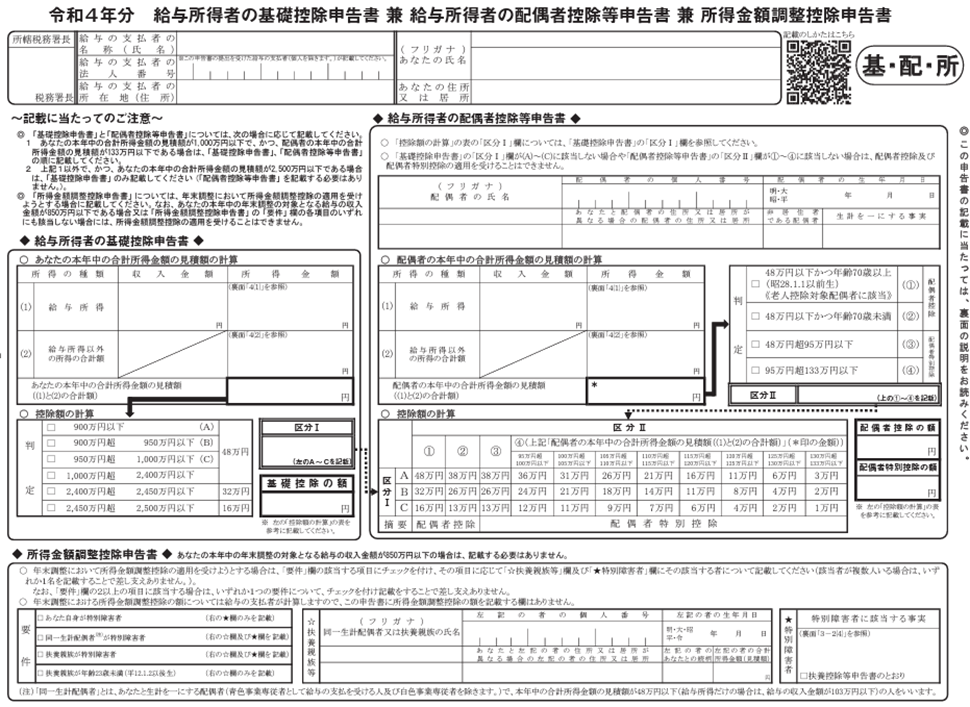 令和４年分　給与所得者の基礎控除申告書 兼 給与所得者の配偶者控除等申告書 兼 所得金額調整控除申告書
所轄税務署長
税務署長
給与の支払者の名称（氏名）
給与の支払者の法人番号
※この申告書の提出を受けた給与の支払者（個人を除きます。）が記載してください。
給与の支払者の所在地（住所）
（フリガナ）
あなたの氏名
あなたの住所又は居所
記載のしかたはこちら
基・配・所
～記載に当たってのご注意～
◎ 「基礎控除申告書」と「配偶者控除等申告書」については、次の場合に応じて記載してください。
１　あなたの本年中の合計所得金額の見積額が1,000万円以下で、かつ、配偶者の本年中の合計
所得金額の見積額が133万円以下である場合は、「基礎控除申告書」、「配偶者控除等申告書」
の順に記載してください。
２　上記１以外で、かつ、あなたの本年中の合計所得金額の見積額が2,500万円以下である場合
は、「基礎控除申告書」のみ記載してください（「配偶者控除等申告書」を記載する必要はあり
ません。）。
◎ 「所得金額調整控除申告書」については、年末調整において所得金額調整控除の適用を受け
ようとする場合に記載してください。なお、あなたの本年中の年末調整の対象となる給与の収入
金額が850万円以下である場合又は「所得金額調整控除申告書」の「要件」欄の各項目のいずれ
にも該当しない場合には、所得金額調整控除の適用を受けることはできません。
◆ 給与所得者の基礎控除申告書 ◆
○ あなたの本年中の合計所得金額の見積額の計算
所得の種類　収入金額　所得金額
(1)　給与所得　円　（裏面「4(1)」を参照）　円
(2)　給与所得以外の所得の合計額　（裏面「4(2)」を参照）　円
あなたの本年中の合計所得金額の見積額
（(1)と(2)の合計額）　円
○ 控除額の計算
判定
□ 900万円以下 (A)
□ 900万円超　950万円以下 (B)
□ 950万円超　1,000万円以下 (C)
□ 1,000万円超　2,400万円以下
48万円
□ 2,400万円超　2,450万円以下　32万円
□ 2,450万円超　2,500万円以下　16万円
区分Ⅰ
（左のA～Cを記載）
基礎控除の額
円
※ 左の「控除額の計算」の表を
参考に記載してください。
◆ 給与所得者の配偶者控除等申告書 ◆
○ 「控除額の計算」の表の「区分Ⅰ」欄については、「基礎控除申告書」の「区分Ⅰ」欄を参照してください。
○ 「基礎控除申告書」の「区分Ⅰ」欄が(A)～(C)に該当しない場合や「配偶者控除等申告書」の「区分Ⅱ」欄が①～④に該当しない場合は、配偶者控除及び
配偶者特別控除の適用を受けることはできません。
（フリガナ）
配偶者の氏名
配偶者の個人番号
配偶者の生年月日
明・大
昭・平　年　月　日
あなたと配偶者の住所又は居所が
異なる場合の配偶者の住所又は居所
非居住者
である配偶者
生計を一にする事実
○ 配偶者の本年中の合計所得金額の見積額の計算
所得の種類　収入金額　所得金額
(1)　給与所得　円　（裏面「4(1)」を参照）　円
(2)　給与所得以外の所得の合計額　（裏面「4(2)」を参照）　円
配偶者の本年中の合計所得金額の見積額
（(1)と(2)の合計額）　＊　円
判定
□ 48万円以下かつ年齢70歳以上
（昭28.1.1以前生）
《老人控除対象配偶者に該当》 (①)
□ 48万円以下かつ年齢70歳未満 (②)
□ 48万円超95万円以下 (③)
□ 95万円超133万円以下 (④)
配偶者控除
配偶者特別控除
区分Ⅱ　（上の①～④を記載）
○ 控除額の計算
区分Ⅱ
①　②　③　④（上記「配偶者の本年中の合計所得金額の見積額（(1)と(2)の合計額）」（＊印の金額））
95万円超100万円以下　100万円超105万円以下　105万円超110万円以下　110万円超115万円以下　115万円超120万円以下　120万円超125万円以下　125万円超130万円以下　130万円超133万円以下
区分Ⅰ
A　48万円　38万円　38万円　36万円　31万円　26万円　21万円　16万円　11万円　6万円　3万円
B　32万円　26万円　26万円　24万円　21万円　18万円　14万円　11万円　8万円　4万円　2万円
C　16万円　13万円　13万円　12万円　11万円　9万円　7万円　6万円　4万円　2万円　1万円
摘要　配偶者控除　配偶者特別控除
配偶者控除の額
円
配偶者特別控除の額
円
※ 左の「控除額の計算」の表
を参考に記載してください。
◎この申告書の記載に当たっては、裏面の説明をお読みください。
◆ 所得金額調整控除申告書 ◆　あなたの本年中の年末調整の対象となる給与の収入金額が850万円以下の場合は、記載する必要はありません。
○ 年末調整において所得金額調整控除の適用を受けようとする場合は、「要件」欄の該当する項目にチェックを付け、その項目に応じて「☆扶養親族等」欄及び「★特別障害者」欄にその該当する者について記載してください（該当者が複数人いる場合は、いず
れか１名を記載することで差し支えありません。）。
なお、「要件」欄の２以上の項目に該当する場合は、いずれか１つの要件について、チェックを付け記載をすることで差し支えありません。
○ 年末調整における所得金額調整控除の額については給与の支払者が計算しますので、この申告書に所得金額調整控除の額を記載する欄はありません。
要件
□ あなた自身が特別障害者　（右の★欄のみを記載）
□ 同一生計配偶者(注)が特別障害者　（右の☆欄及び★欄を記載）
□ 扶養親族が特別障害者　（右の☆欄及び★欄を記載）
□ 扶養親族が年齢23歳未満（平12.1.2以後生）　（右の☆欄のみを記載）
☆扶養親族等
（フリガナ）
同一生計配偶者又は扶養親族の氏名
左記の者の個人番号
左記の者の生年月日
明・大・昭
平・令　年　月　日
あなたと左記の者の住所又は居所が
異なる場合の左記の者の住所又は居所
左記の者の
あなたとの続柄
左記の者の合計
所得金額（見積額）
円
★特別障害者
特別障害者に該当する事実
（裏面「３－２(4)」を参照）
□扶養控除等申告書のとおり
（注）「同一生計配偶者」とは、あなたと生計を一にする配偶者（青色事業専従者として給与の支払を受ける人及び白色事業専従者を除きます。）で、本年中の合計所得金額の見積額が48万円以下（給与所得だけの場合は、給与の収入金額が103万円以下）の人をいいます。